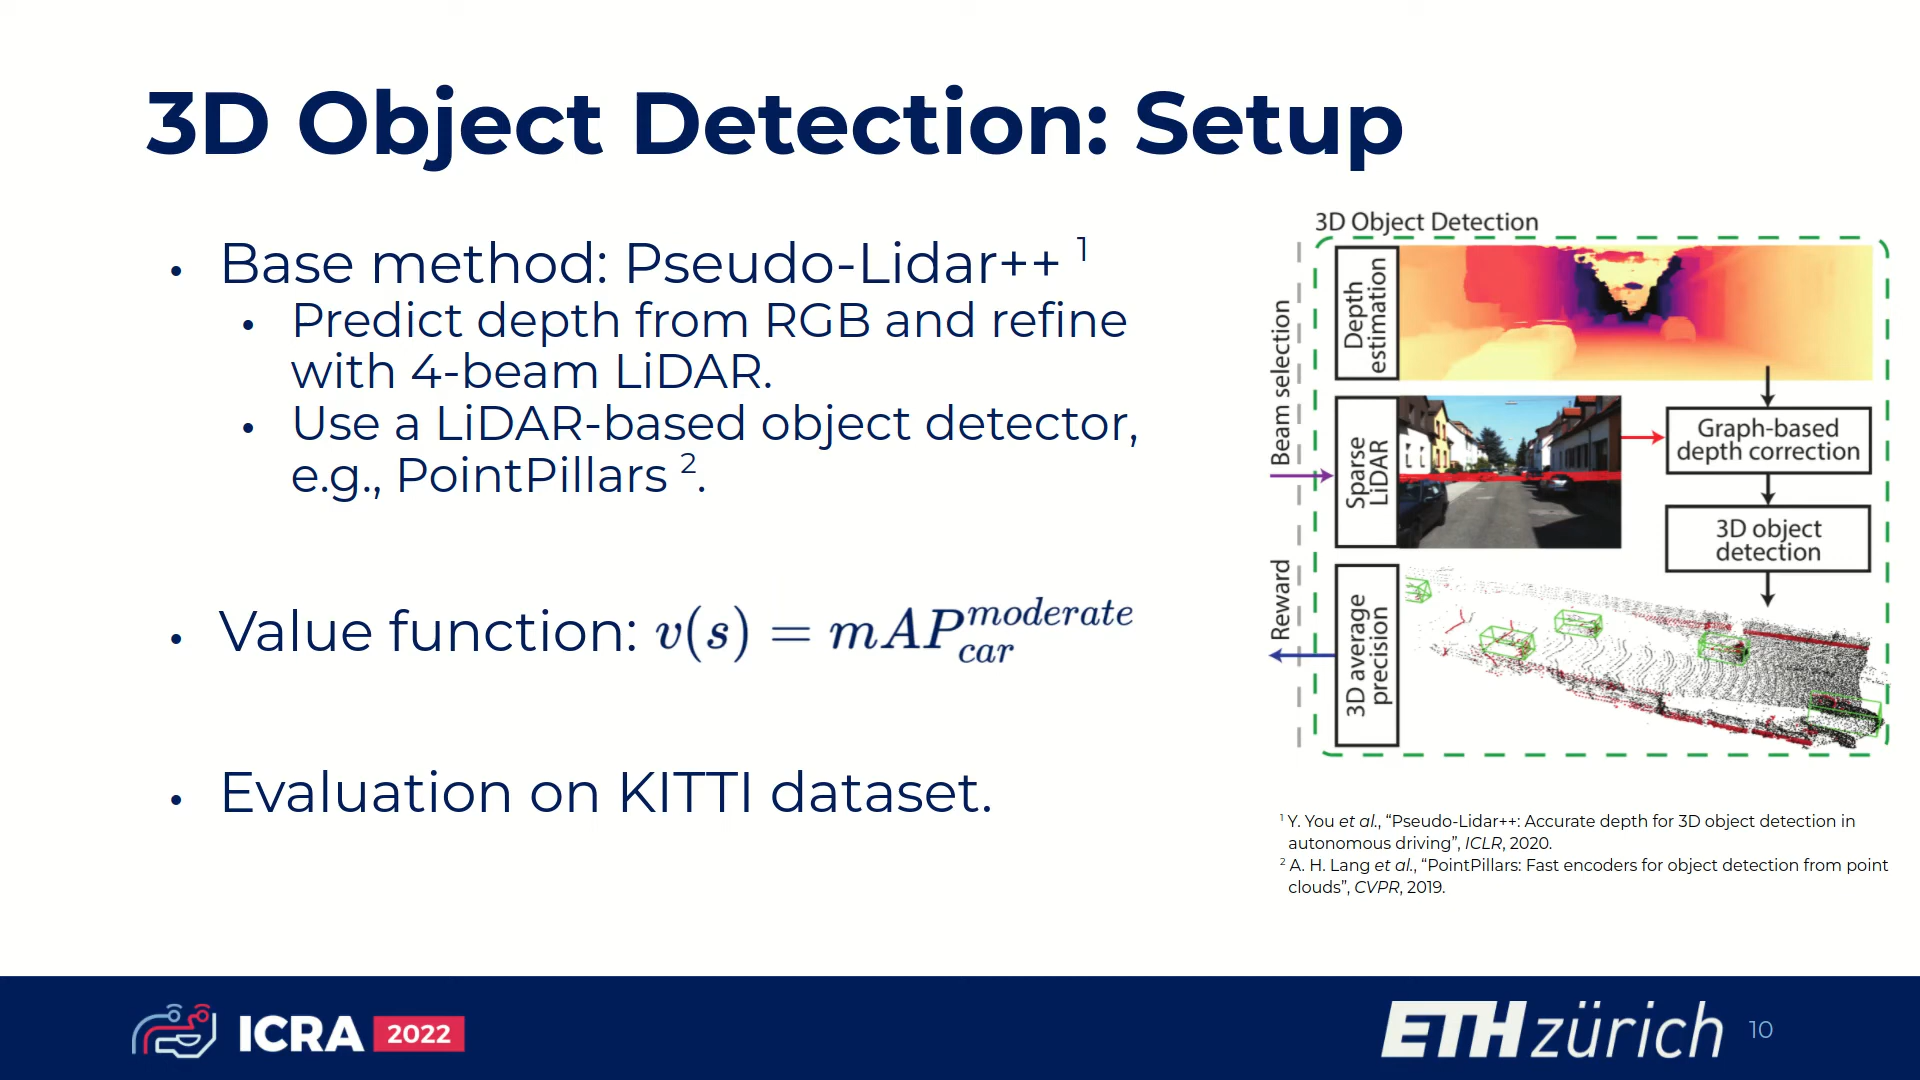 3D Object Detection: Setup
• Base method: Pseudo-Lidar++ ¹
• Predict depth from RGB and refine
with 4-beam LiDAR.
• Use a LiDAR-based object detector,
e.g., PointPillars ².
• Value function: v(s) = mAP_{car}^{moderate}
• Evaluation on KITTI dataset.
3D Object Detection
Beam selection
Reward
Depth
estimation
Sparse
LiDAR
Graph-based
depth correction
3D object
detection
3D average
precision
¹ Y. You et al., “Pseudo-Lidar++: Accurate depth for 3D object detection in
autonomous driving”, ICLR, 2020.
² A. H. Lang et al., “PointPillars: Fast encoders for object detection from point
clouds”, CVPR, 2019.
ICRA 2022
ETH zürich
10